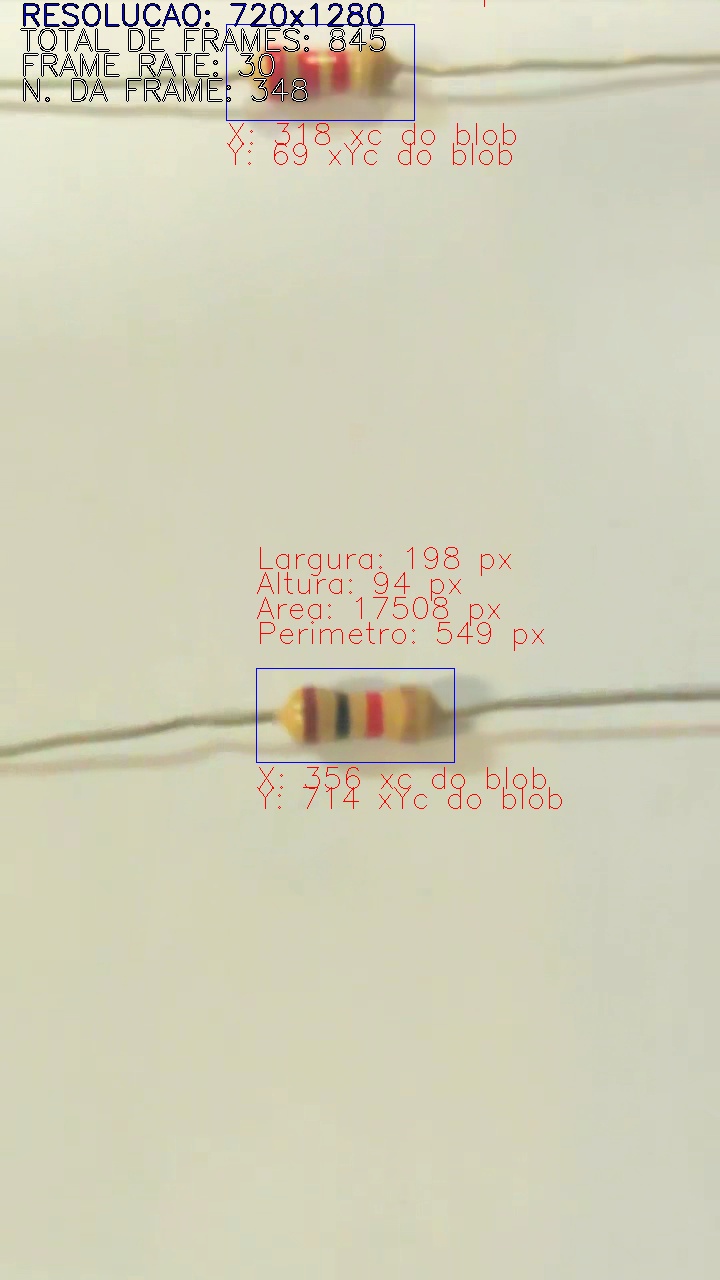 RESOLUCAO: 720x1280
TOTAL DE FRAMES: 845
FRAME RATE: 30
N. DA FRAME: 348
X: 318 xc do blob
Y: 69 xYc do blob
Largura: 198 px
Altura: 94 px
Area: 17508 px
Perimetro: 549 px
X: 356 xc do blob
Y: 714 xYc do blob